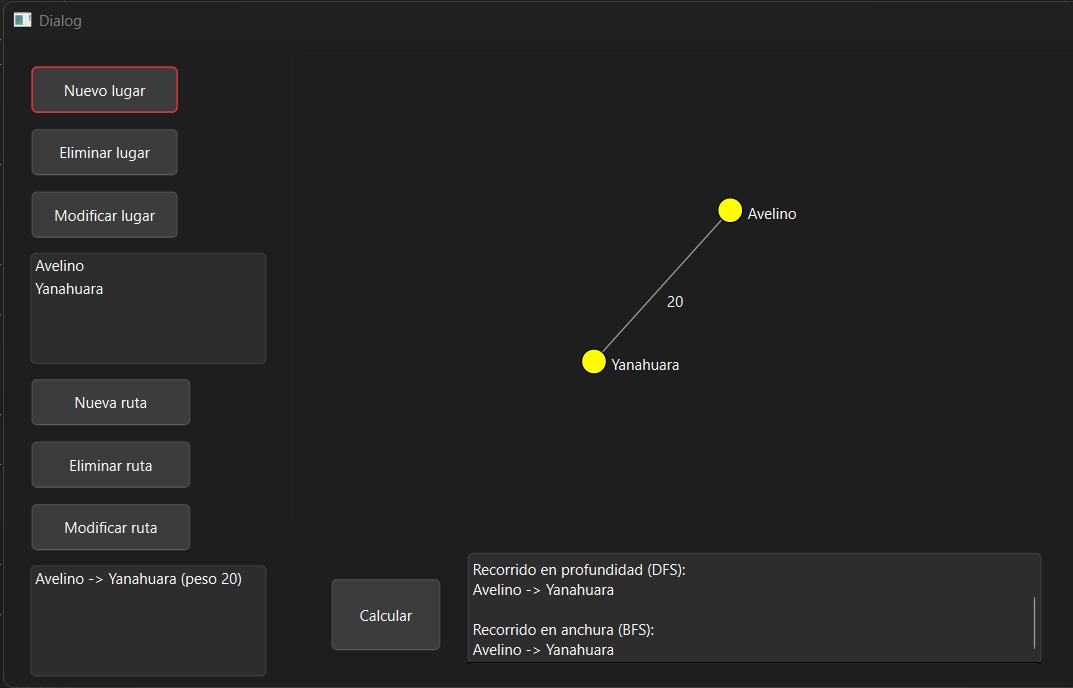 Dialog
Nuevo lugar
Eliminar lugar
Modificar lugar
Avelino
Yanahuara
Nueva ruta
Eliminar ruta
Modificar ruta
Avelino -> Yanahuara (peso 20)
Avelino
20
Yanahuara
Calcular
Recorrido en profundidad (DFS):
Avelino -> Yanahuara
Recorrido en anchura (BFS):
Avelino -> Yanahuara